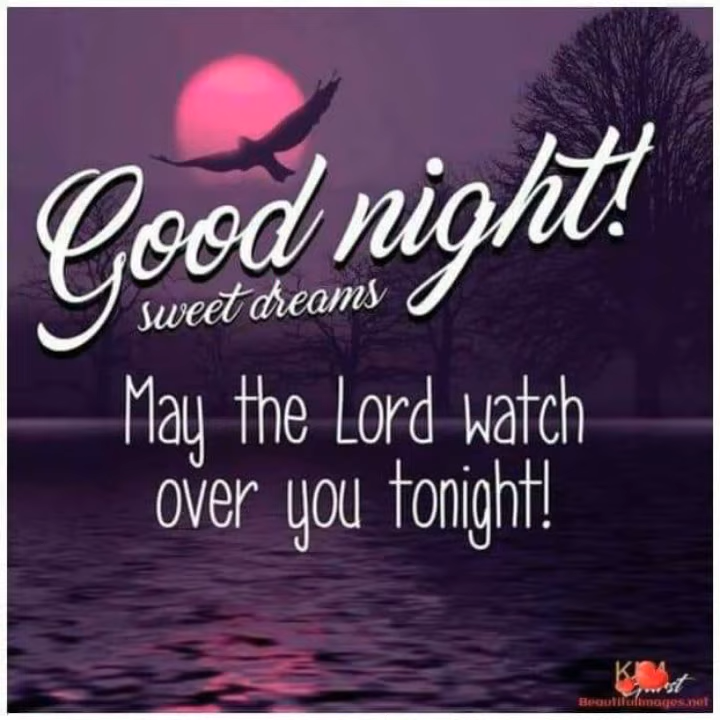 Good night!
sweet dreams
May the Lord watch
over you tonight!
BeautifulImages.net